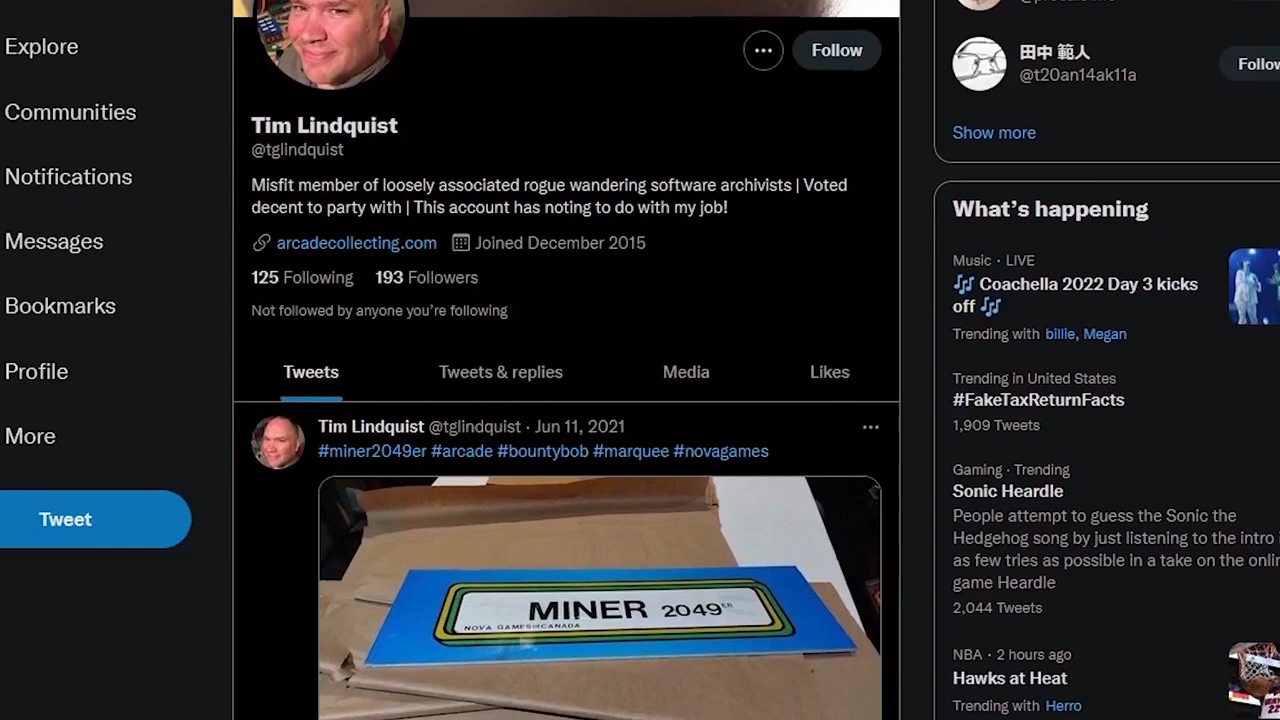 Explore
Communities
Notifications
Messages
Bookmarks
Profile
More
Tweet
Follow
Tim Lindquist
@tglindquist
Misfit member of loosely associated rogue wandering software archivists | Voted
decent to party with | This account has noting to do with my job!
arcadecollecting.com Joined December 2015
125 Following 193 Followers
Not followed by anyone you're following
Tweets Tweets & replies Media Likes
Tim Lindquist @tglindquist · Jun 11, 2021
#miner2049er #arcade #bountybob #marquee #novagames
MINER 2049ER
NOVA GAMES OF CANADA
田中 範人
@t20an14ak11a
Show more
What's happening
Music · LIVE
🎶 Coachella 2022 Day 3 kicks
off 🎶
Trending with billie, Megan
Trending in United States
#FakeTaxReturnFacts
1,909 Tweets
Gaming · Trending
Sonic Heardle
People attempt to guess the Sonic the
Hedgehog song by just listening to the intro
as few tries as possible in a take on the
game Heardle
2,044 Tweets
NBA · 2 hours ago
Hawks at Heat
Trending with Herro